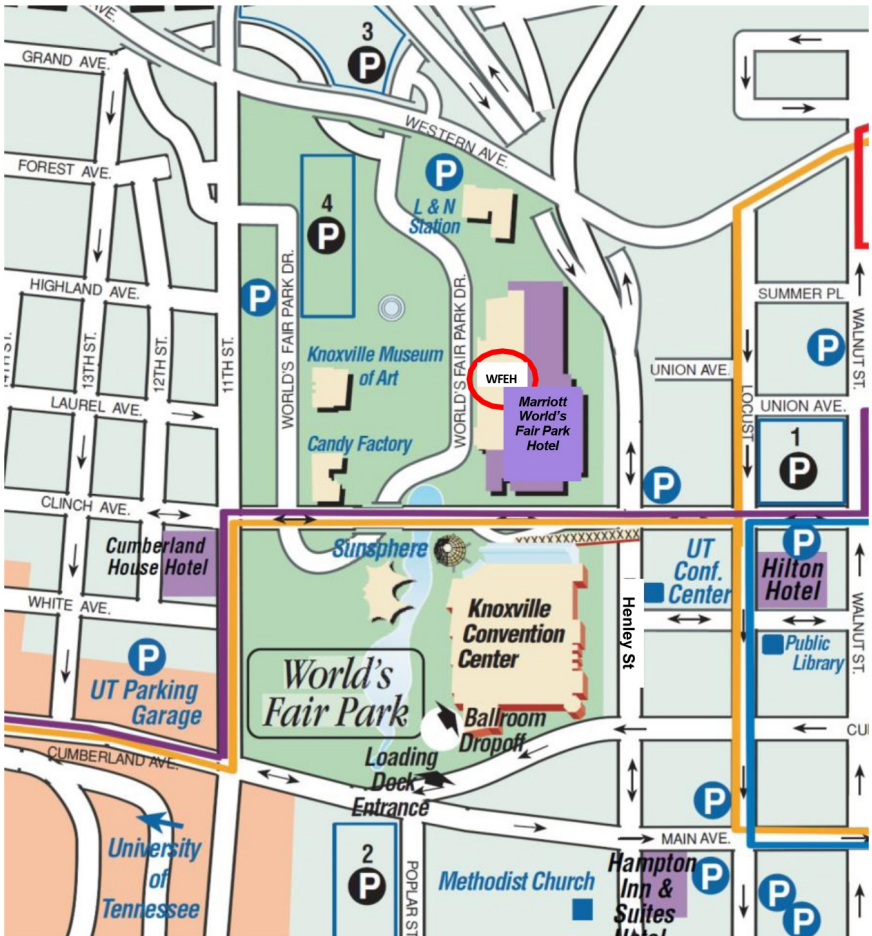 AVE.
3
P
GRAND AVE.
WESTERN AVE.
FOREST AVE.
P
L & N
Station
4
P
P
HIGHLAND AVE.
14TH ST.
13TH ST.
12TH ST.
11TH ST.
WORLD'S FAIR PARK DR.
WORLD'S FAIR PARK DR.
SUMMER PL
P
WALNUT ST.
UNION AVE.
LOCUST
UNION AVE.
Knoxville Museum
of Art
WFEH
Marriott
World's
Fair Park
Hotel
LAUREL AVE.
Candy Factory
1
P
P
CLINCH AVE.
Cumberland
House Hotel
Sunsphere
UT
Conf.
Center
P
Hilton
Hotel
WHITE AVE.
Knoxville
Convention
Center
Henley St
WALNUT ST.
Public
Library
P
UT Parking
Garage
World's
Fair Park
Ballroom
Dropoff
CU
CUMBERLAND AVE.
Loading
Dock
Entrance
P
MAIN AVE.
University
of
Tennessee
2
P
POPLAR ST
Methodist Church
Hampton
Inn &
Suites
Hotel
P
P
P